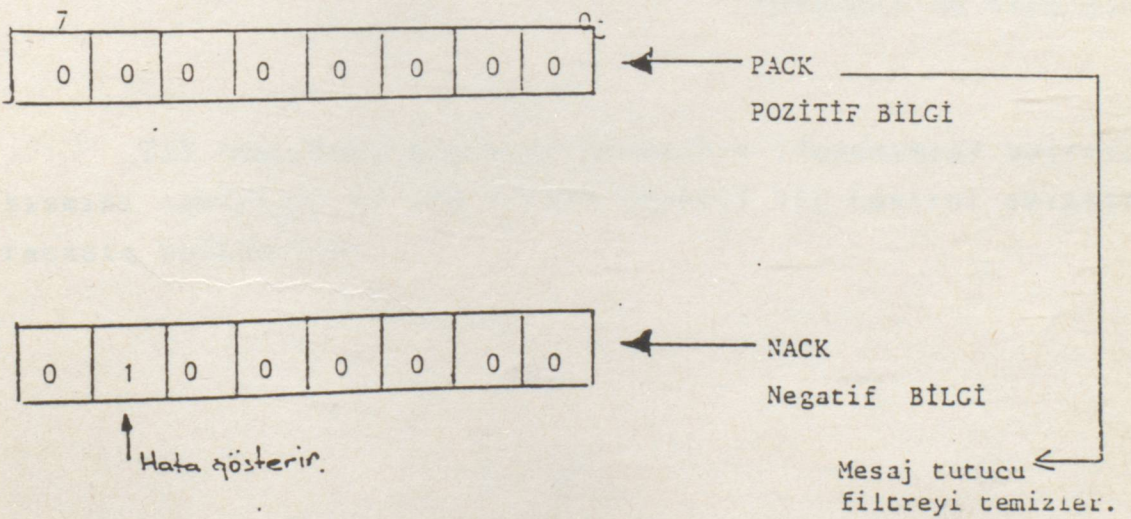 7 0
0 0 0 0 0 0 0 0
PACK
POZİTİF BİLGİ
0 1 0 0 0 0 0 0
NACK
Negatif BİLGİ
Hata gösterir.
Mesaj tutucu
filtreyi temizler.